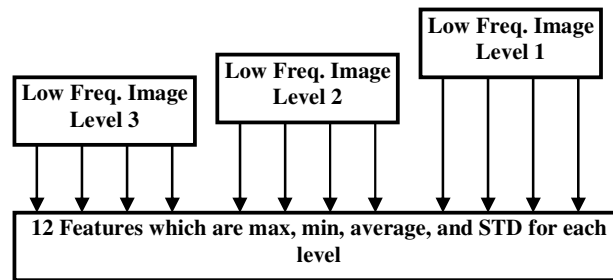 Low Freq. Image
Level 1
Low Freq. Image
Level 2
Low Freq. Image
Level 3
12 Features which are max, min, average, and STD for each
level